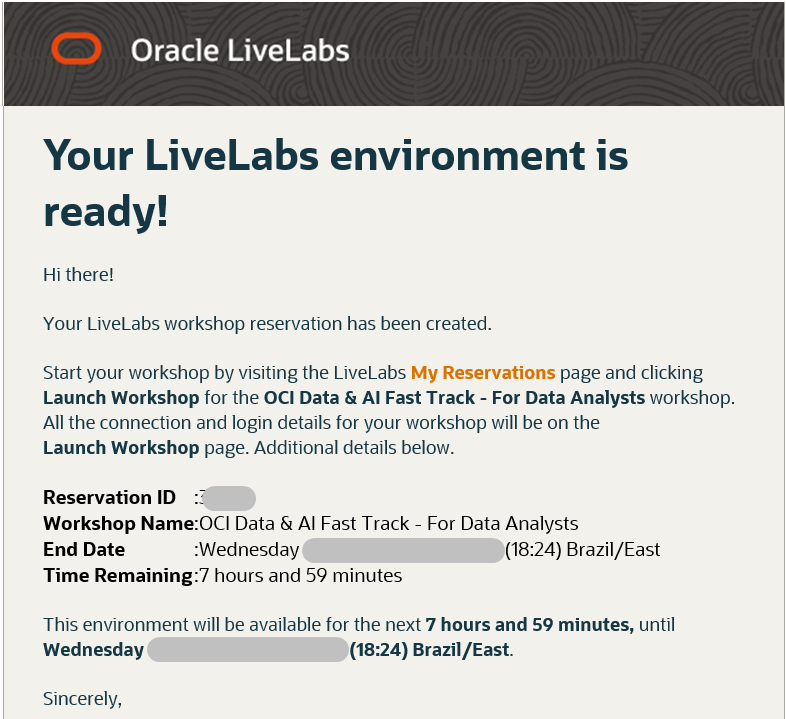 Oracle LiveLabs
Your LiveLabs environment is
ready!
Hi there!
Your LiveLabs workshop reservation has been created.
Start your workshop by visiting the LiveLabs My Reservations page and clicking
Launch Workshop for the OCI Data & AI Fast Track - For Data Analysts workshop.
All the connection and login details for your workshop will be on the
Launch Workshop page. Additional details below.
Reservation ID :
Workshop Name:OCI Data & AI Fast Track - For Data Analysts
End Date :Wednesday (18:24) Brazil/East
Time Remaining:7 hours and 59 minutes
This environment will be available for the next 7 hours and 59 minutes, until
Wednesday (18:24) Brazil/East.
Sincerely,